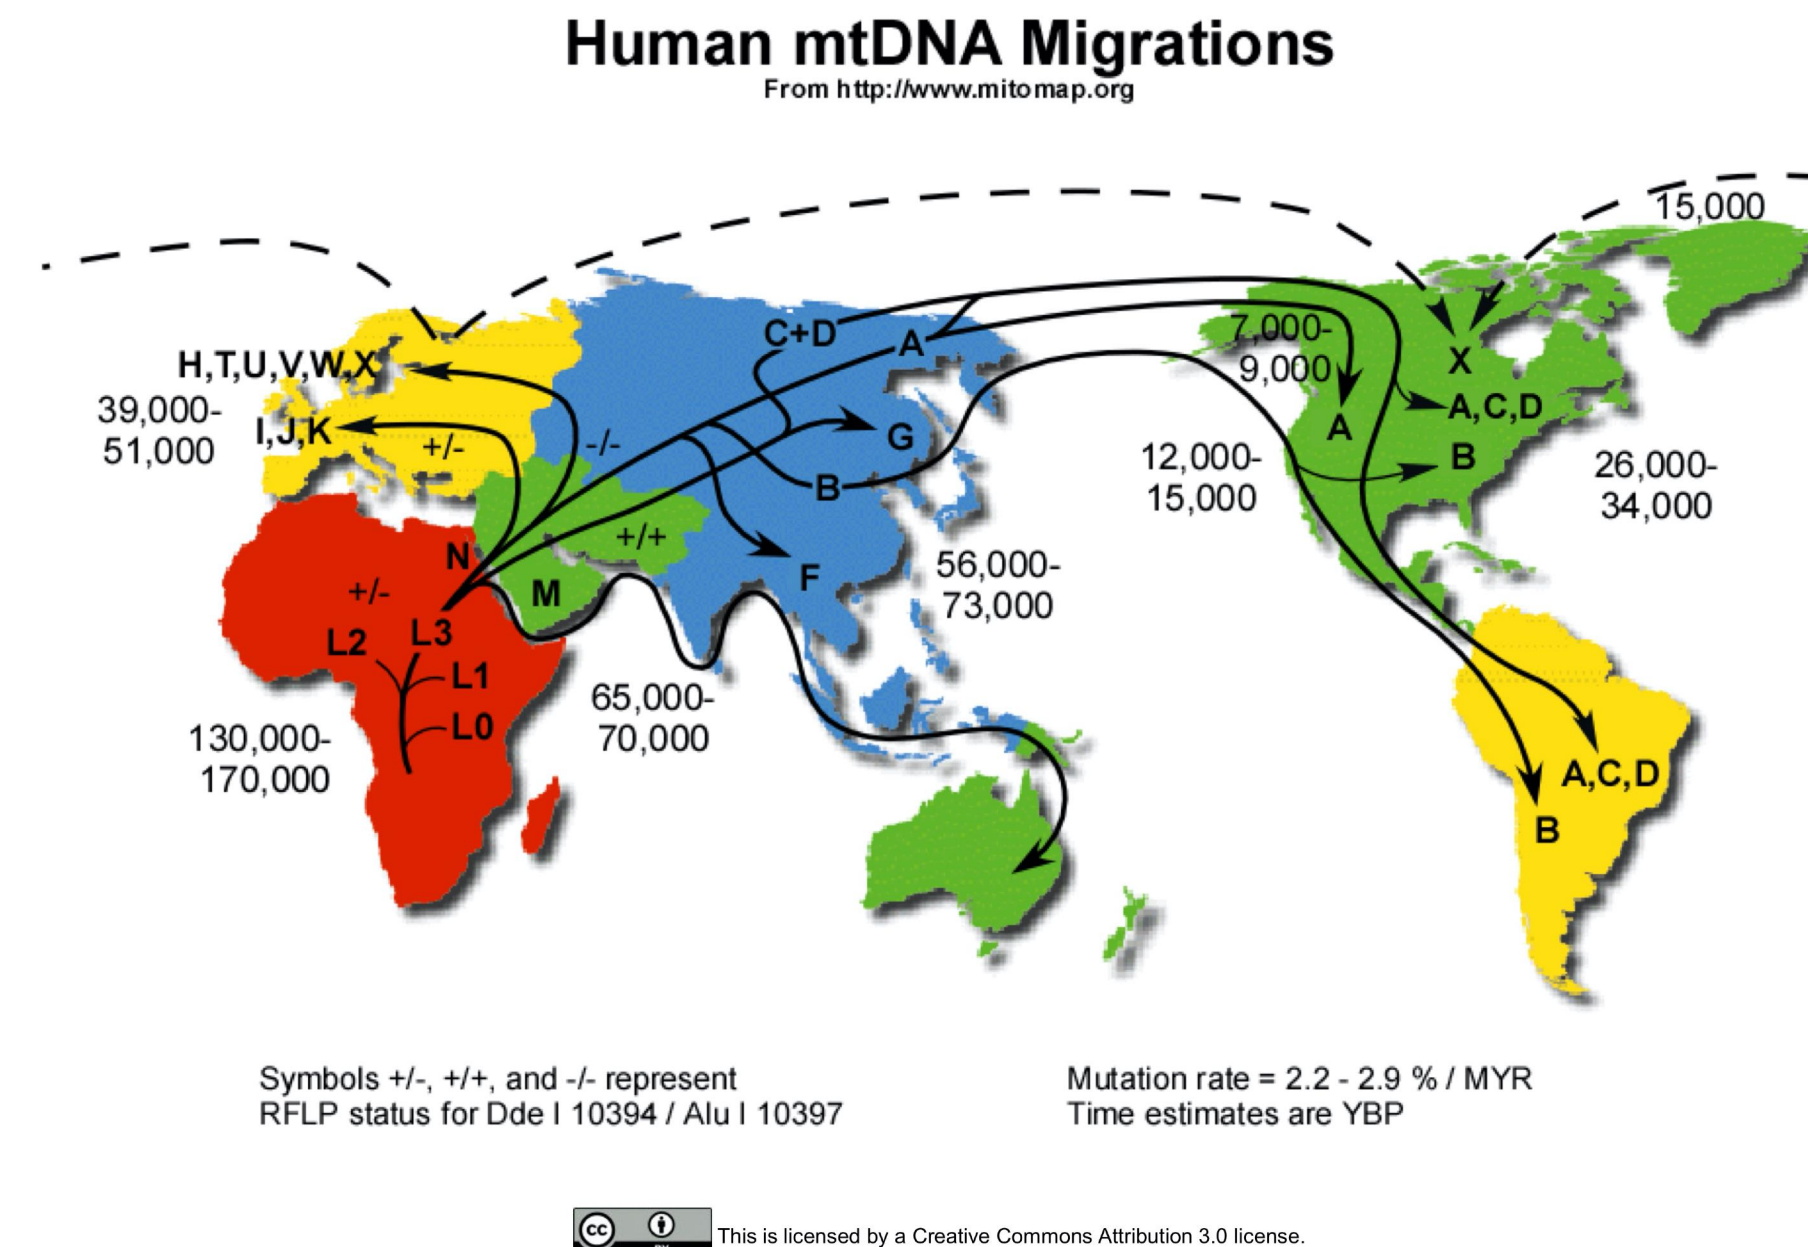 Human mtDNA Migrations
From http://www.mitomap.org
15,000
C+D
A
7,000-
9,000
H,T,U,V,W,X
X
39,000-
51,000
I,J,K
+/-
-/-
G
A
A,C,D
B
B
12,000-
15,000
26,000-
34,000
N
+/+
M
F
56,000-
73,000
+/-
L2
L3
L1
L0
65,000-
70,000
130,000-
170,000
A,C,D
B
Symbols +/-, +/+, and -/- represent
RFLP status for Dde I 10394 / Alu I 10397
Mutation rate = 2.2 - 2.9 % / MYR
Time estimates are YBP
cc
This is licensed by a Creative Commons Attribution 3.0 license.